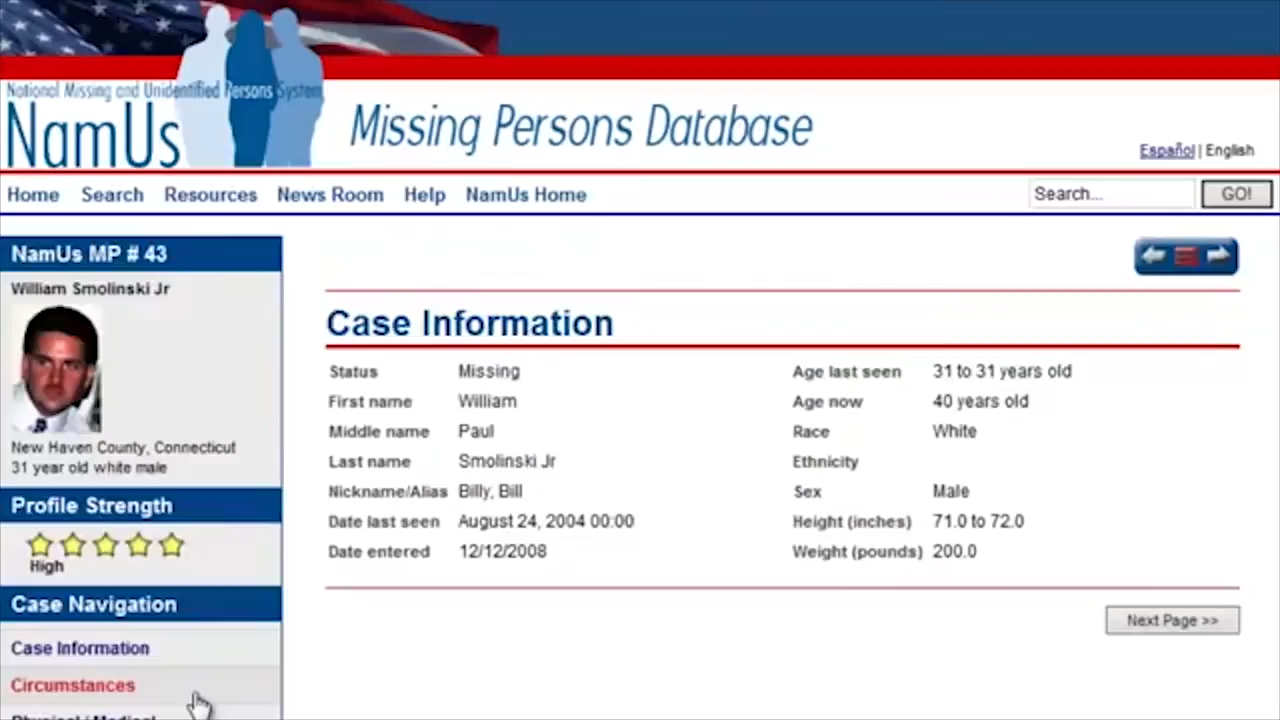 National Missing and Unidentified Persons System
NamUs
Missing Persons Database
Español | English
Home Search Resources News Room Help NamUs Home
Search... GO!
NamUs MP # 43
William Smolinski Jr
New Haven County, Connecticut
31 year old white male
Profile Strength
High
Case Navigation
Case Information
Circumstances
Physical / Medical
Case Information
Status Missing Age last seen 31 to 31 years old
First name William Age now 40 years old
Middle name Paul Race White
Last name Smolinski Jr Ethnicity
Nickname/Alias Billy, Bill Sex Male
Date last seen August 24, 2004 00:00 Height (inches) 71.0 to 72.0
Date entered 12/12/2008 Weight (pounds) 200.0
Next Page >>